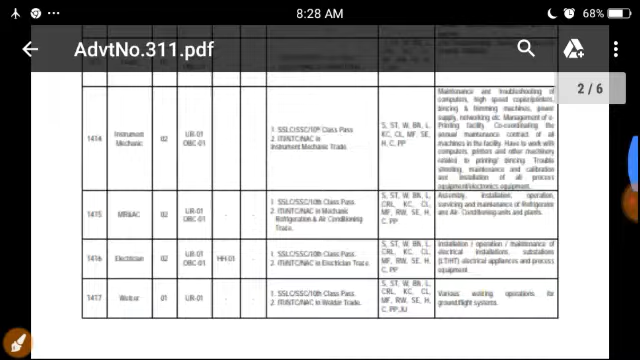 8:28 AM
68%
AdvtNo.311.pdf
2 / 6
1414
Instrument
Mechanic
02
UR-01
OBC-01
1. SSLC/SSC/10th Class Pass
2. ITI/NTC/NAC in
Instrument Mechanic Trade.
S, ST, W, BN, L,
KC, CL, MF, SE,
H, C, PP
Maintenance and troubleshooting of
computers, high speed copier/printers,
binding & trimming machines, power
supply, networking etc. Management of e-
Printing facility. Co-coordinating the
annual maintenance contract of all
machines in the facility. Have to work with
computers, printers and other machinery
related to printing/ binding. Trouble
shooting, maintenance and calibration
and installation of all process
equipment/electronics equipment.
1415
MR&AC
02
UR-01
OBC-01
-
-
1. SSLC/SSC/10th Class Pass
2. ITI/NTC/NAC in Mechanic
Refrigeration & Air Conditioning
Trade.
S, ST, W, BN, L,
CRL, KC, CL,
MF, RW, SE, H,
C, PP
Assembly, installation, operation,
servicing and maintenance of Refrigerator
and Air- Conditioning units and plants.
1416
Electrician
02
UR-01
OBC-01
HH-01
-
1. SSLC/SSC/10th Class Pass.
2. ITI/NTC/NAC in Electrician Trade.
S, ST, W, BN, L,
CRL, KC, CL,
MF, RW, SE, H,
C, PP
Installation / operation / maintenance of
electrical installations, substations
(LT/HT) electrical appliances and process
equipment.
1417
Welder
01
UR-01
-
-
1. SSLC/SSC/10th Class Pass.
2. ITI/NTC/NAC in Welder Trade.
S, ST, W, BN, L,
CRL, KC, CL,
MF, RW, SE, H,
C, PP, JU
Various welding operations for
ground/flight systems.